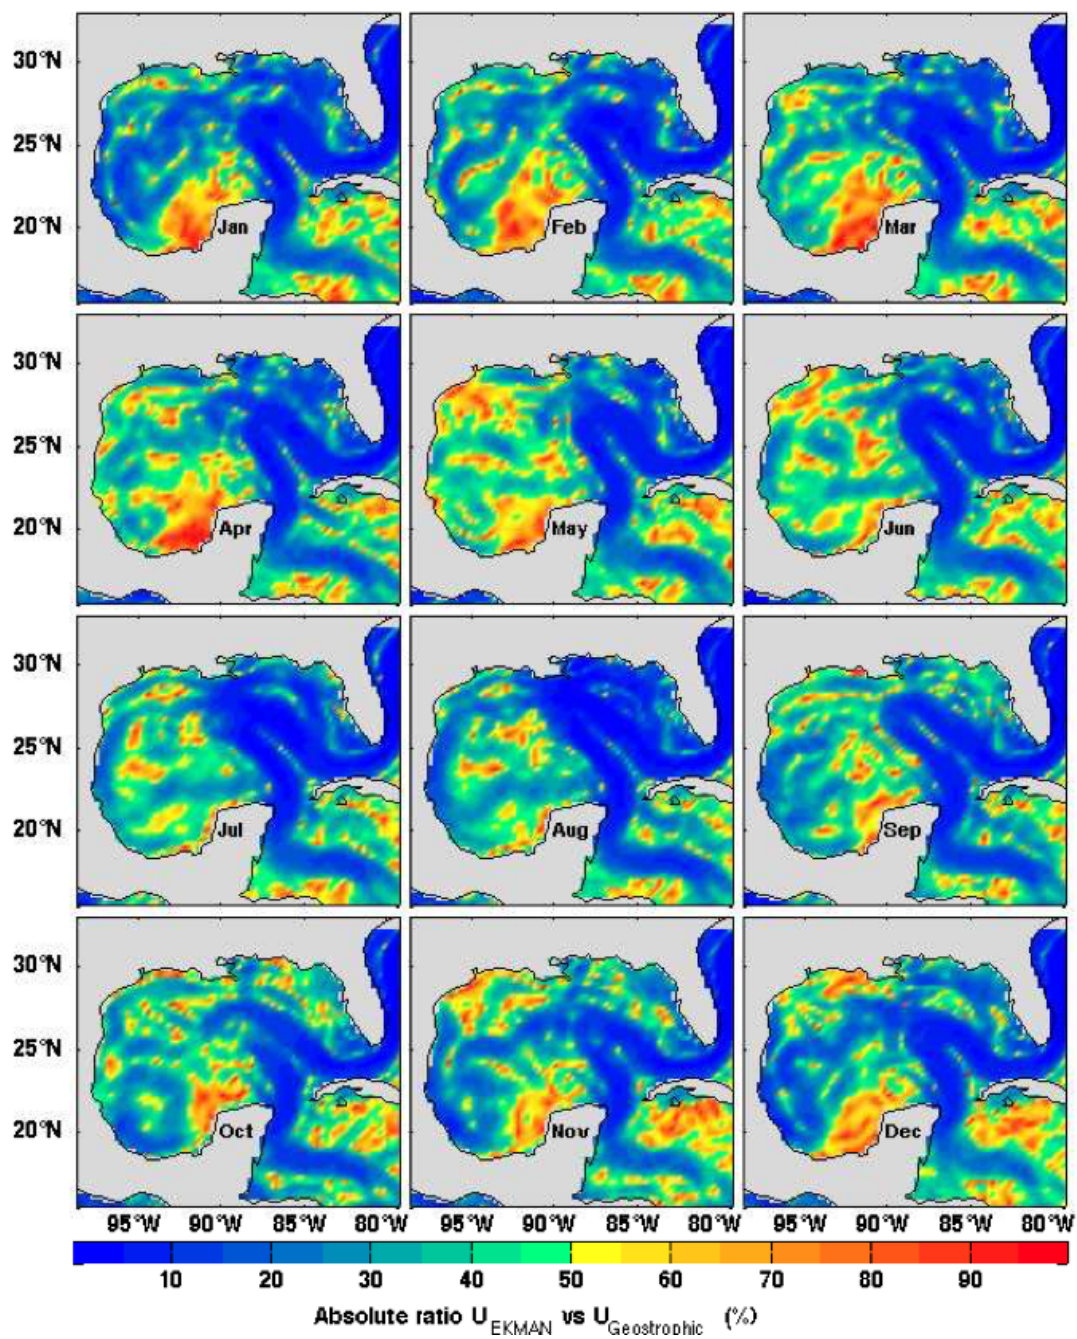 30°N
25°N
20°N
Jan
Feb
Mar
30°N
25°N
20°N
Apr
May
Jun
30°N
25°N
20°N
Jul
Aug
Sep
30°N
25°N
20°N
Oct
Nov
Dec
95°W 90°W 85°W 80°W 95°W 90°W 85°W 80°W 95°W 90°W 85°W 80°W
10 20 30 40 50 60 70 80 90
Absolute ratio U EKMAN vs U Geostrophic (%)